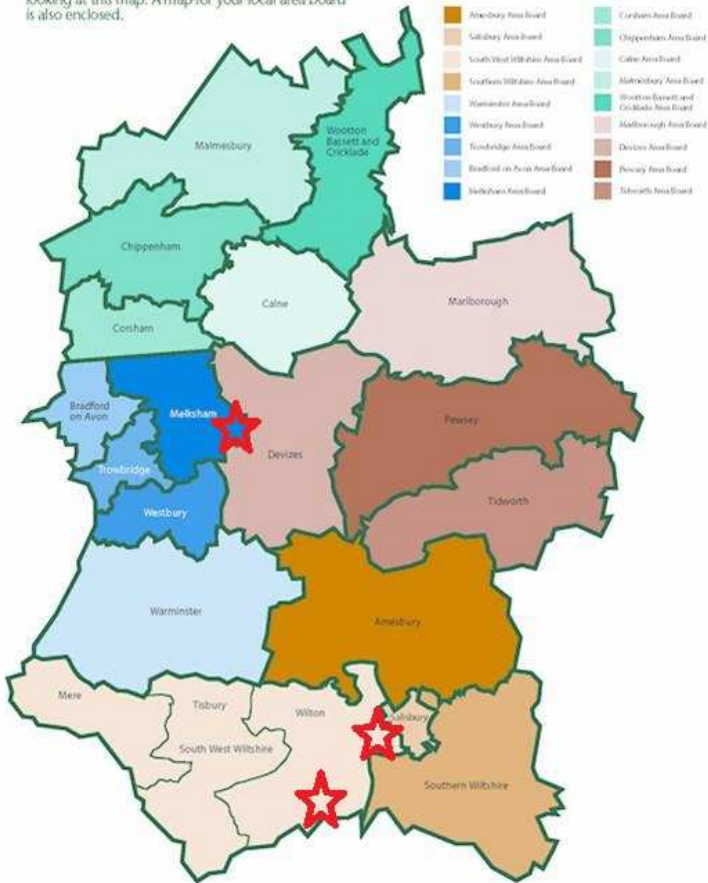 looking at this map. A map for your local area board
is also enclosed.
Amesbury Area Board
Salisbury Area Board
South West Wiltshire Area Board
Southern Wiltshire Area Board
Warminster Area Board
Westbury Area Board
Trowbridge Area Board
Bradford on Avon Area Board
Melksham Area Board
Corsham Area Board
Chippenham Area Board
Calne Area Board
Malmesbury Area Board
Wootton Bassett and
Cricklade Area Board
Marlborough Area Board
Devizes Area Board
Pewsey Area Board
Tidworth Area Board
Malmesbury
Wootton
Bassett and
Cricklade
Chippenham
Calne
Marlborough
Corsham
Bradford
on Avon
Melksham
Pewsey
Devizes
Trowbridge
Tidworth
Westbury
Warminster
Amesbury
Mere
Tisbury
Wilton
Salisbury
South West Wiltshire
Southern Wiltshire